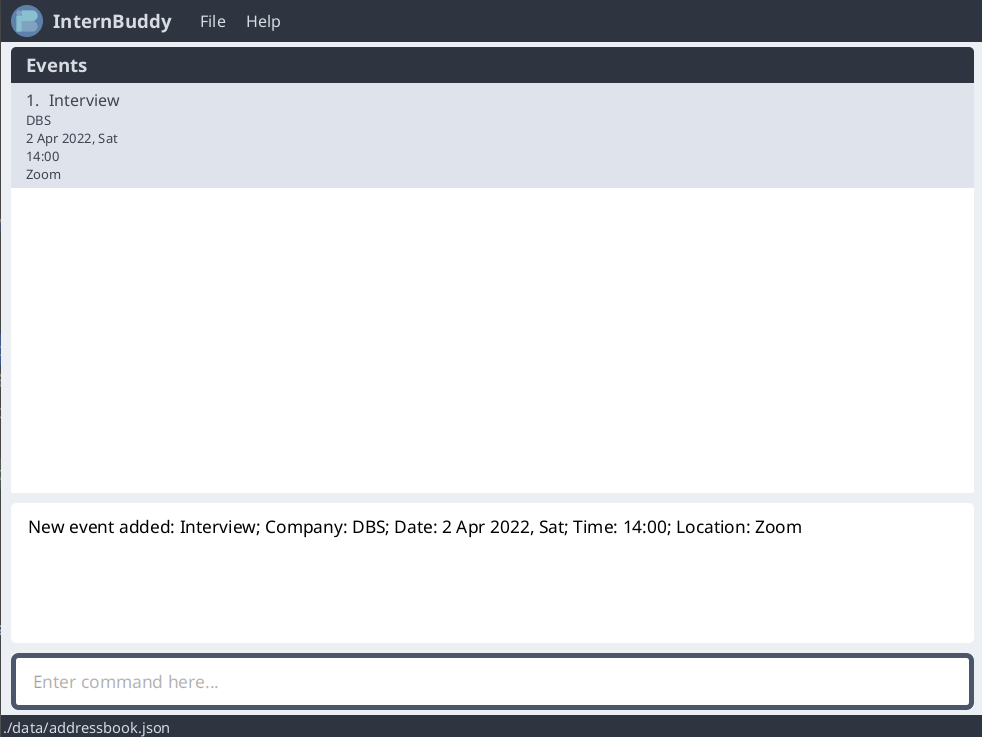 InternBuddy File Help
Events
1. Interview
DBS
2 Apr 2022, Sat
14:00
Zoom
New event added: Interview; Company: DBS; Date: 2 Apr 2022, Sat; Time: 14:00; Location: Zoom
Enter command here...
./data/addressbook.json